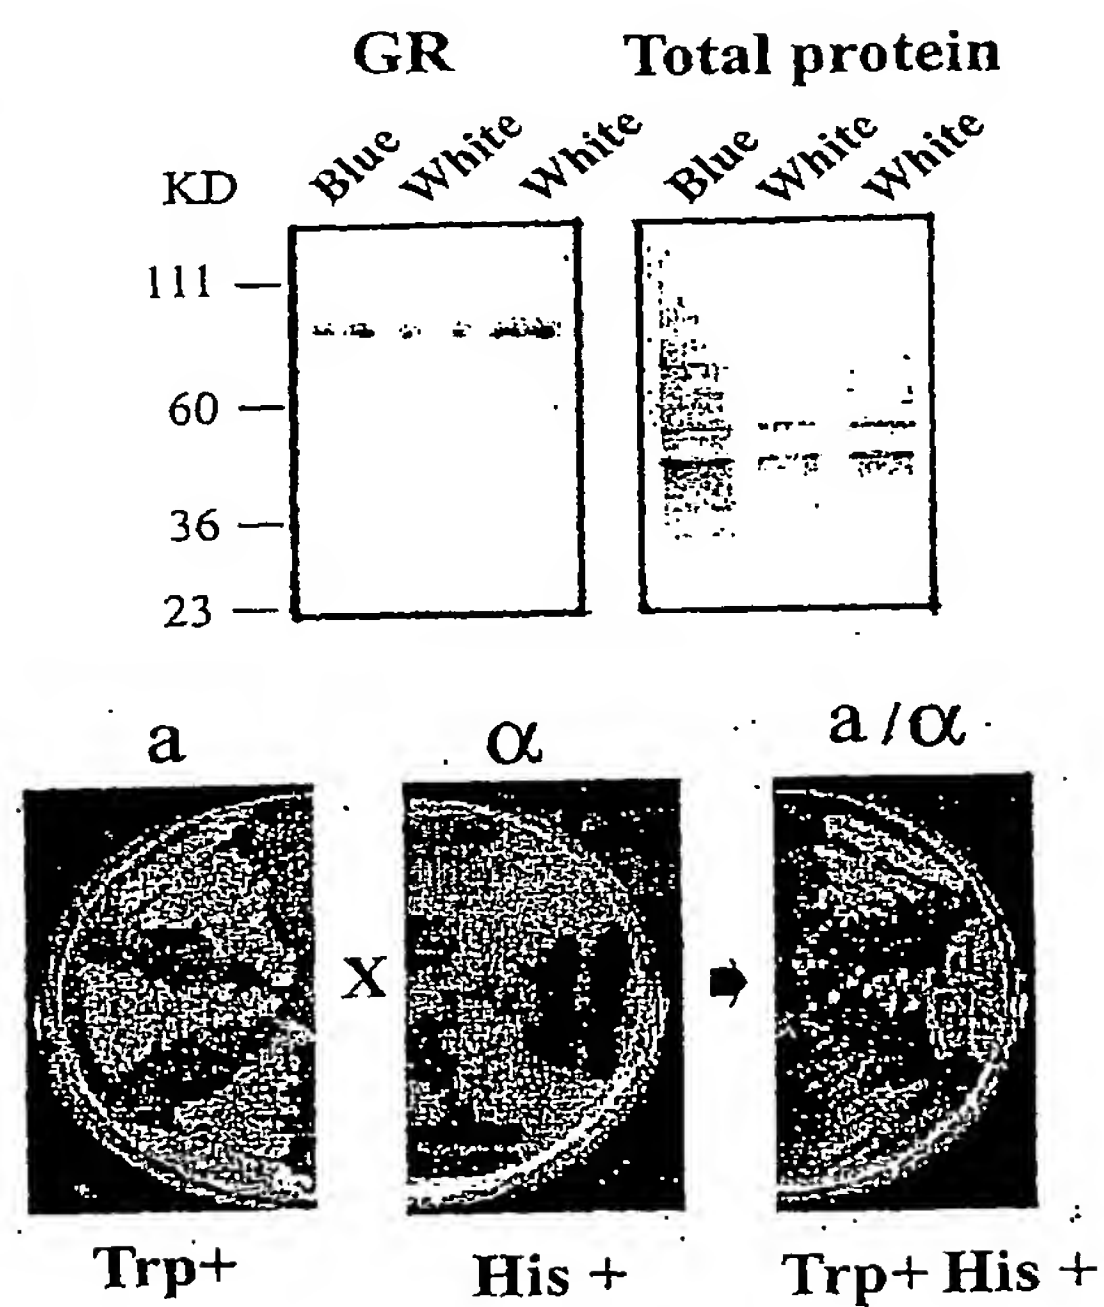 GR Total protein
KD Blue White White Blue White White
111
60
36
23
a α a/α
X
Trp+ His + Trp+ His +